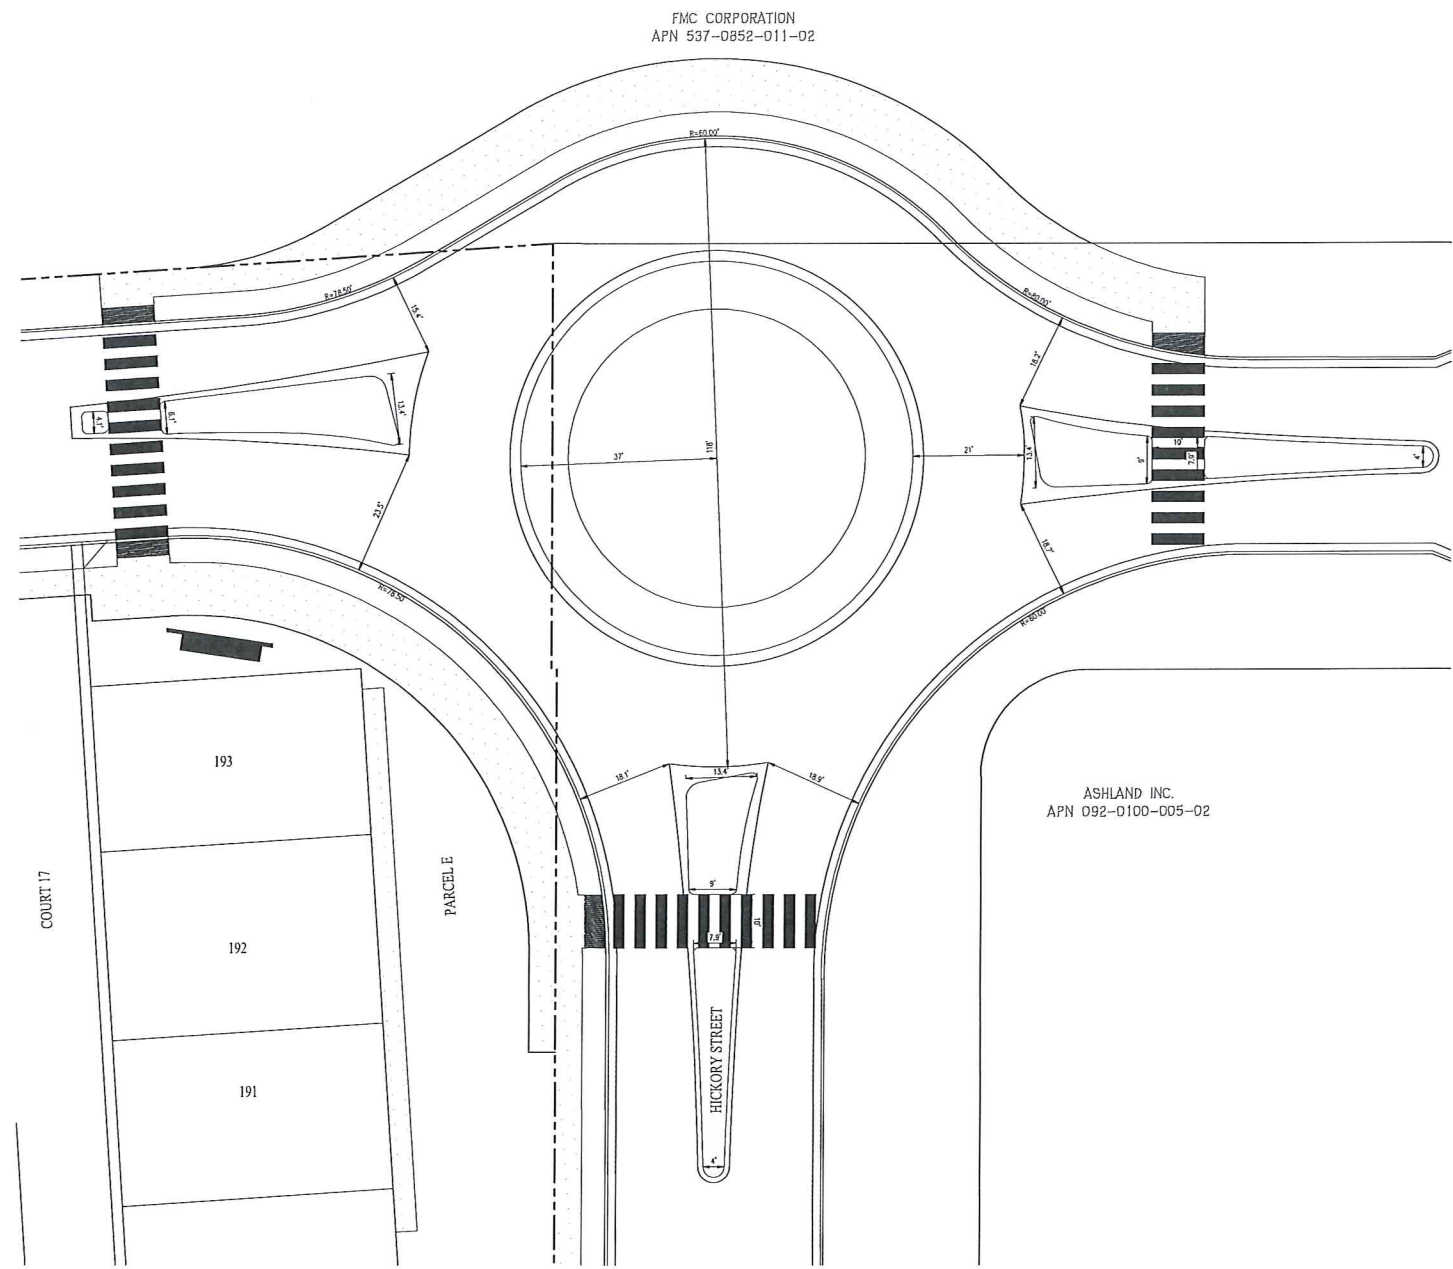 FMC CORPORATION
APN 537-0852-011-02
R=60.00'
R=78.50'
15.4'
R=80.00'
18.2'
4.1'
6.1'
13.4'
37'
118'
21'
13.4'
9'
10'
7.9'
4'
23.5'
18.7'
R=78.50'
R=60.00
193
18.1'
13.4'
18.9'
ASHLAND INC.
APN 092-0100-005-02
COURT 17
PARCEL E
9'
10'
7.9'
192
HICKORY STREET
191
4'